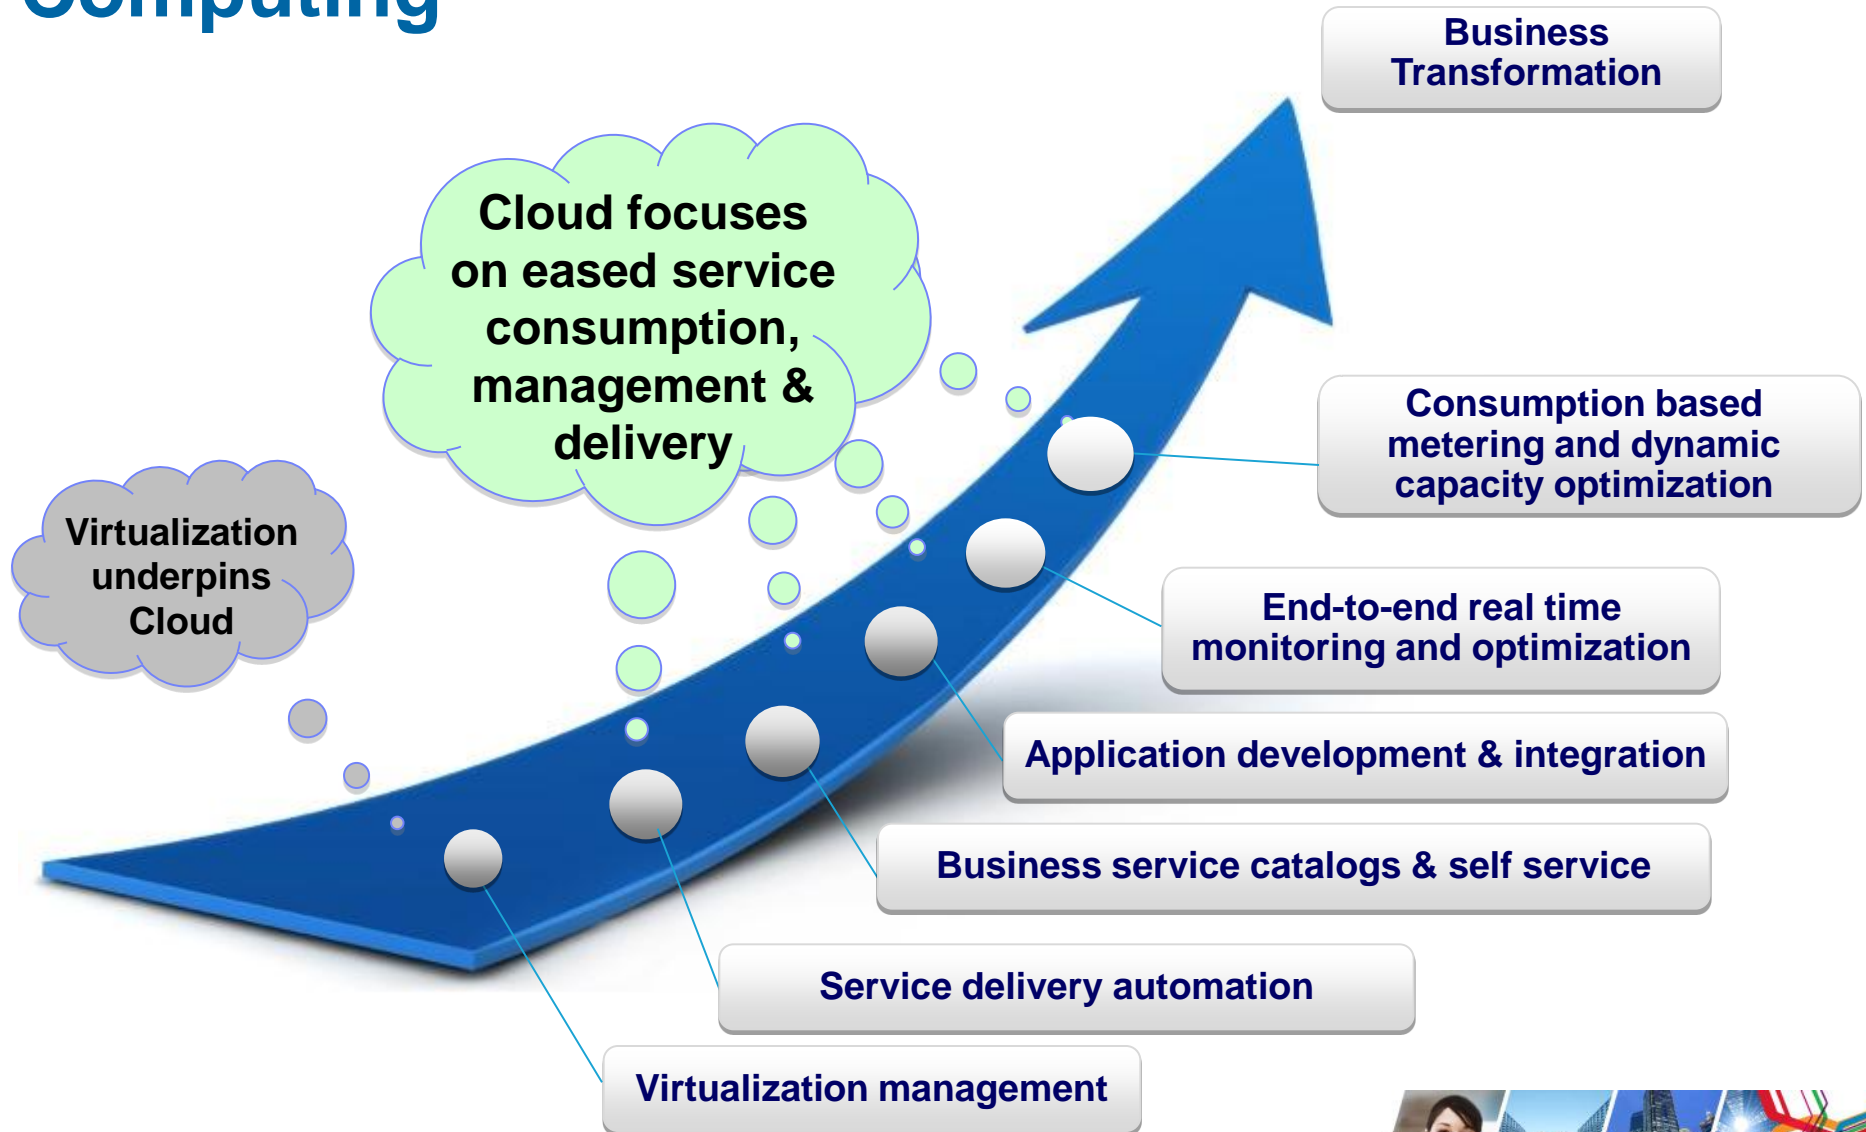 Computing
Business
Transformation
Cloud focuses
on eased service
consumption,
management &
delivery
Consumption based
metering and dynamic
capacity optimization
Virtualization
underpins
Cloud
End-to-end real time
monitoring and optimization
Application development & integration
Business service catalogs & self service
Service delivery automation
Virtualization management